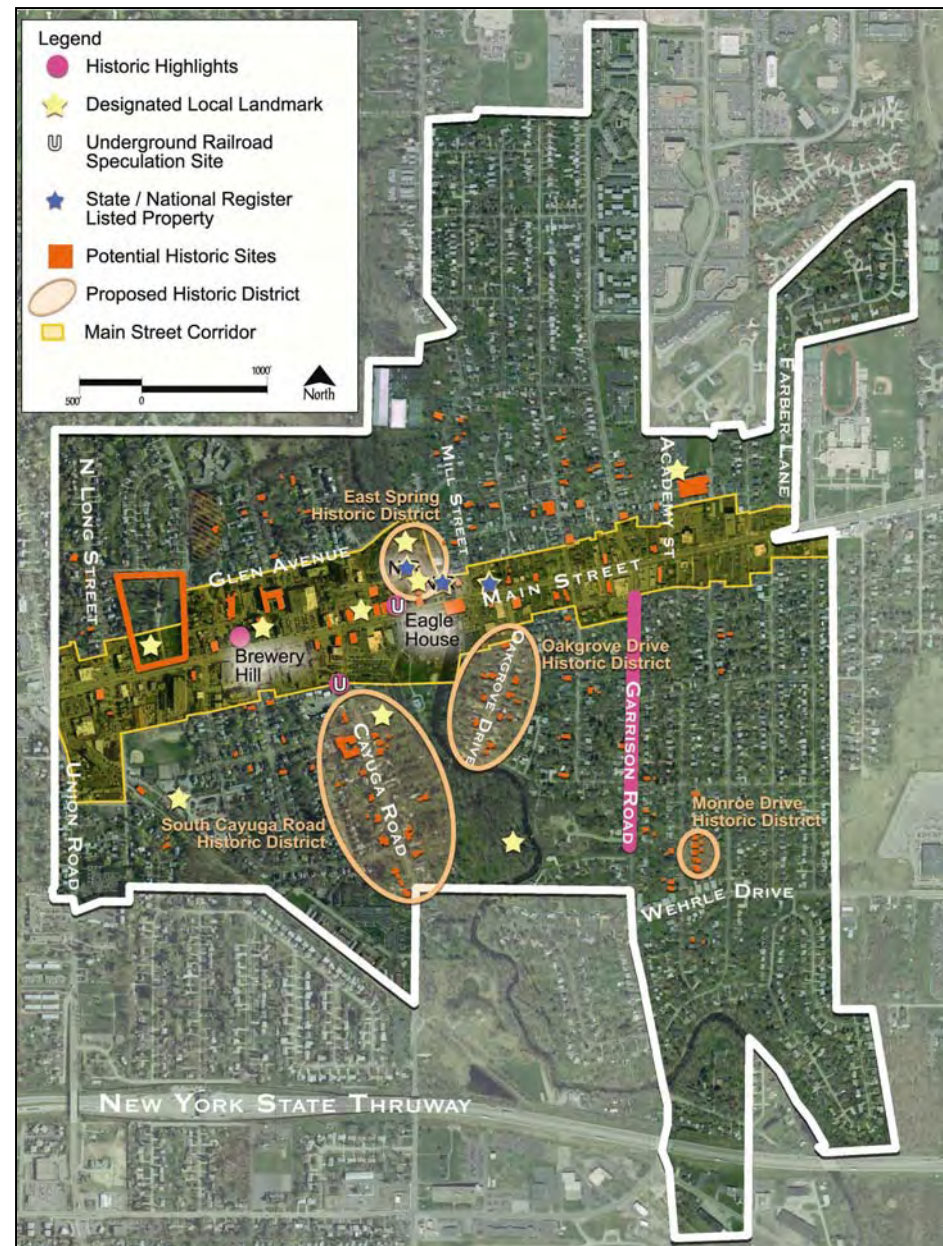 Legend
Historic Highlights
Designated Local Landmark
U
Underground Railroad
Speculation Site
State / National Register
Listed Property
Potential Historic Sites
Proposed Historic District
Main Street Corridor
1000'
500'
0
North
N Long Street
Glen Avenue
East Spring
Historic District
Mill Street
Academy St
Farber Lane
N
N
N
Main Street
U
Eagle
House
Brewery
Hill
U
Oakgrove Drive
Oakgrove Drive
Historic District
Cayuga Road
South Cayuga Road
Historic District
Union Road
Garrison Road
Monroe Drive
Historic District
Wehrle Drive
New York State Thruway